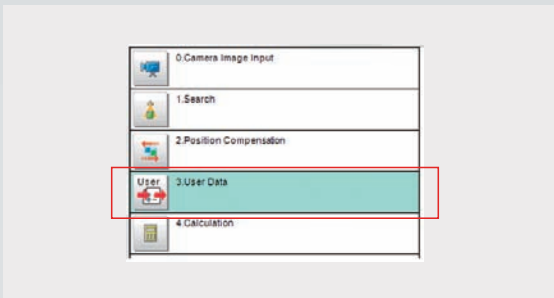 0.Camera Image Input
1.Search
2.Position Compensation
User
3.User Data
4.Calculation